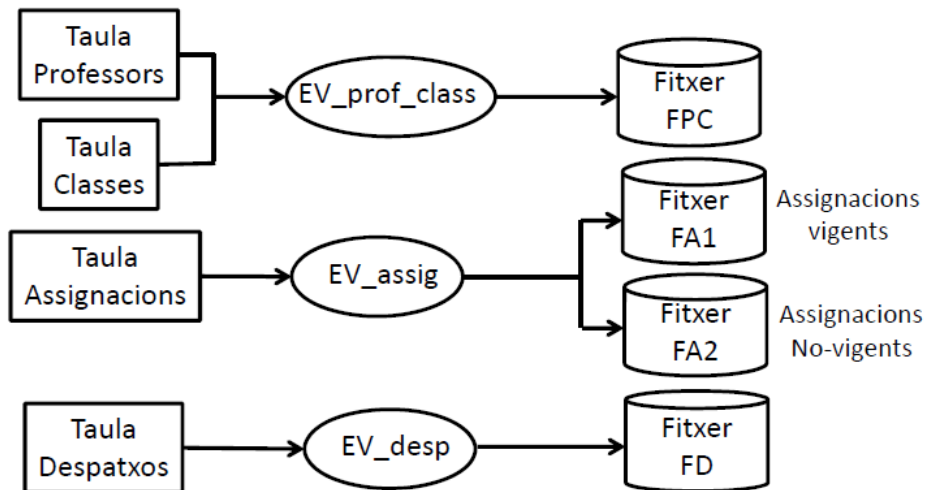 Taula
Professors
EV_prof_class
Fitxer
FPC
Taula
Classes
Fitxer
FA1
Assignacions
vigents
Taula
Assignacions
EV_assig
Fitxer
FA2
Assignacions
No-vigents
Taula
Despatxos
EV_desp
Fitxer
FD